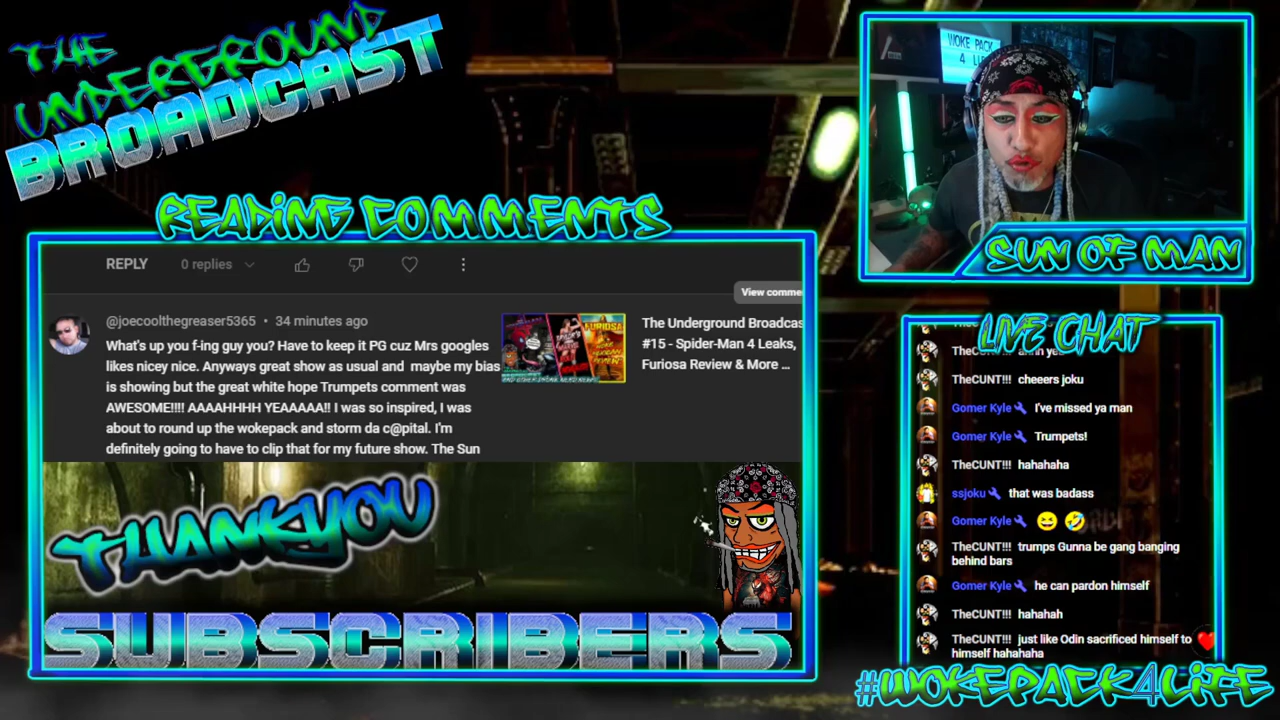 THE
UNDERGROUND
BROADCAST
WOKE PACK
4 LI
SUN OF MAN
READING COMMENTS
REPLY 0 replies
View comme
@joecoolthegreaser5365 • 34 minutes ago
What's up you f-ing guy you? Have to keep it PG cuz Mrs googles
likes nicey nice. Anyways great show as usual and maybe my bias
is showing but the great white hope Trumpets comment was
AWESOME!!!! AAAAHHHH YEAAAAA!! I was so inspired, I was
about to round up the wokepack and storm da c@pital. I'm
definitely going to have to clip that for my future show. The Sun
FURIOSA
The Underground Broadcas
#15 - Spider-Man 4 Leaks,
Furiosa Review & More ...
THANKYOU
SUBSCRIBERS
LIVE CHAT
TheCUNT!!! cheeers joku
Gomer Kyle I've missed ya man
Gomer Kyle Trumpets!
TheCUNT!!! hahahaha
ssjoku that was badass
Gomer Kyle 😆 🤣
TheCUNT!!! trumps Gunna be gang banging
behind bars
Gomer Kyle he can pardon himself
TheCUNT!!! hahahah
TheCUNT!!! just like Odin sacrificed himself to
himself hahahaha
#WOKEPACK4LIFE